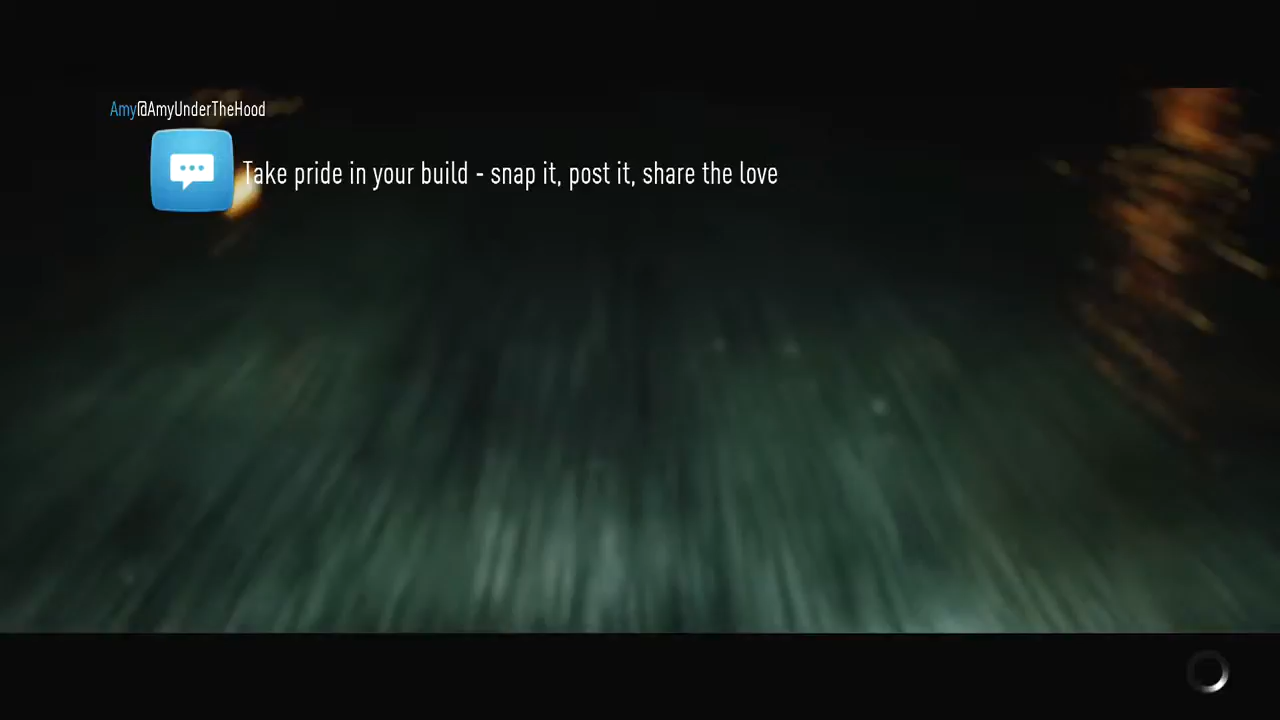 Amy@AmyUnderTheHood
Take pride in your build - snap it, post it, share the love